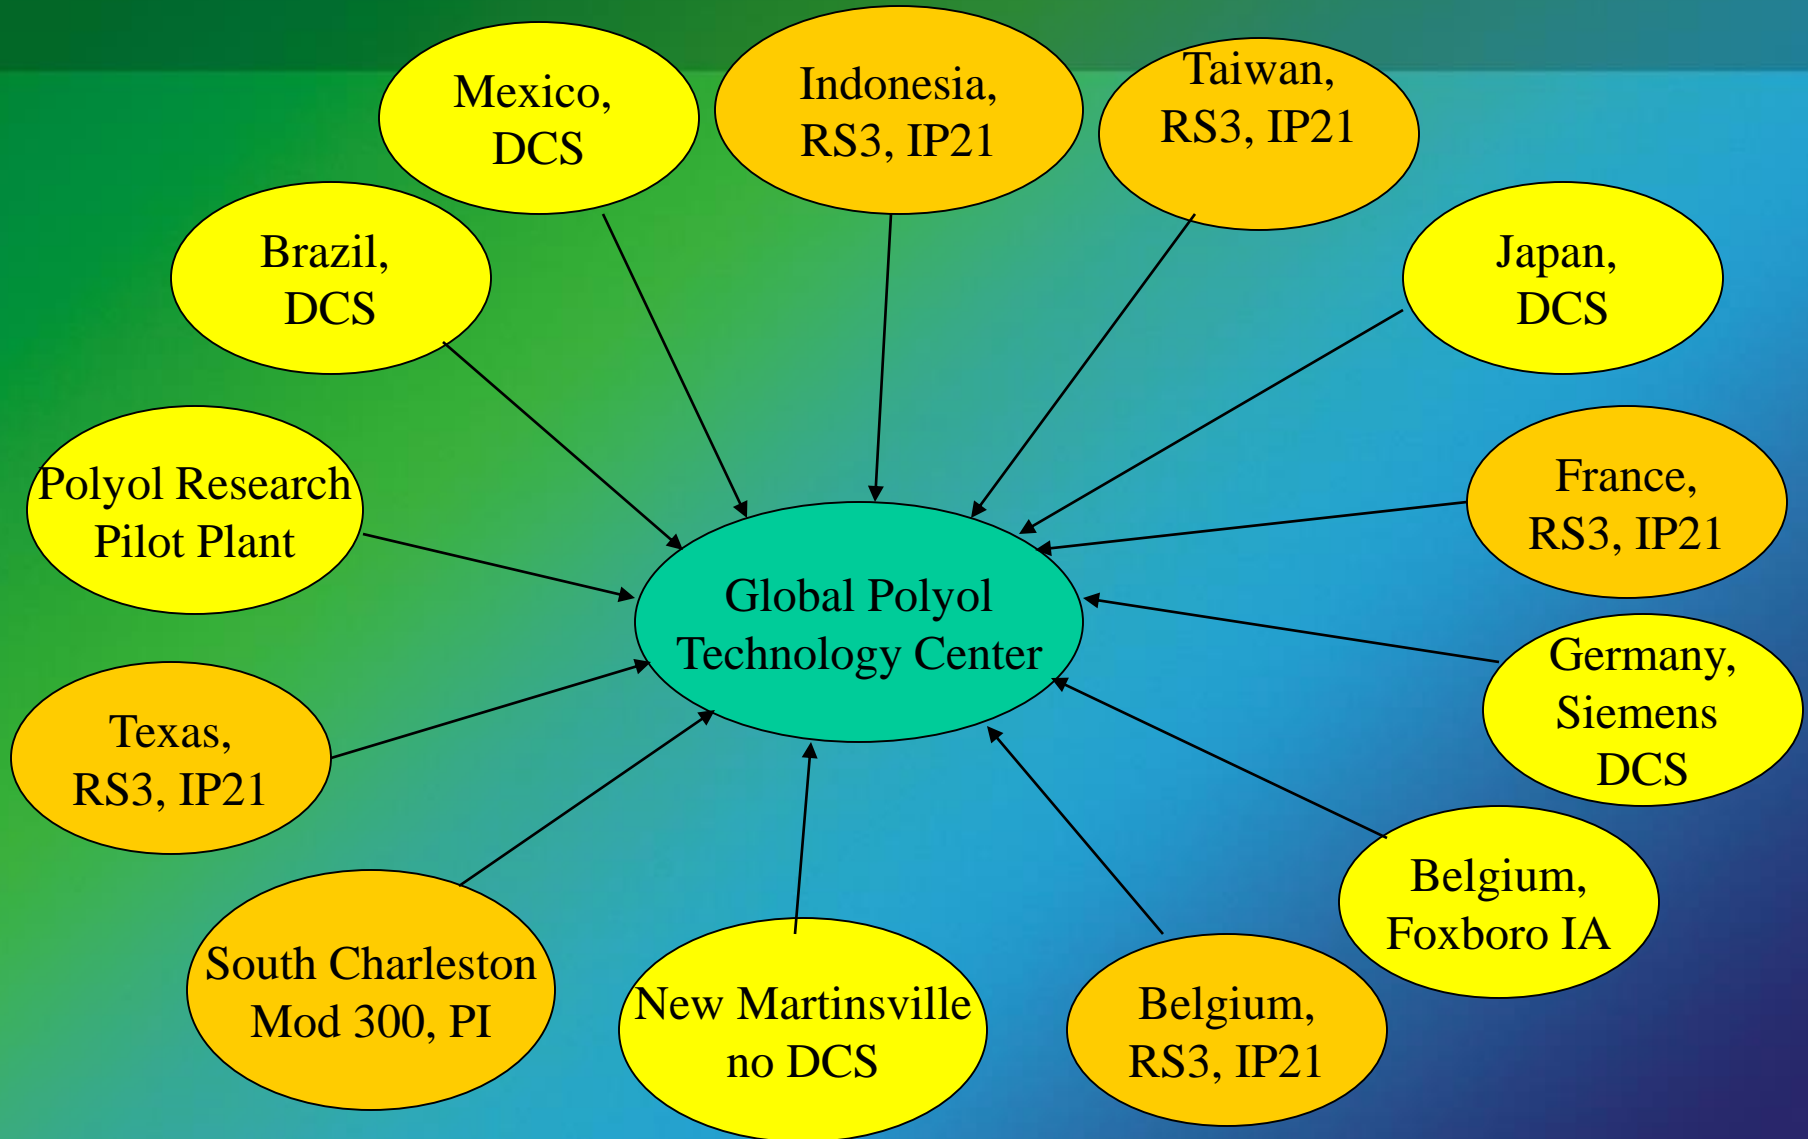 Mexico,
DCS
Indonesia,
RS3, IP21
Taiwan,
RS3, IP21
Brazil,
DCS
Japan,
DCS
Polyol Research
Pilot Plant
France,
RS3, IP21
Global Polyol
Technology Center
Germany,
Siemens
DCS
Texas,
RS3, IP21
Belgium,
Foxboro IA
South Charleston
Mod 300, PI
New Martinsville
no DCS
Belgium,
RS3, IP21